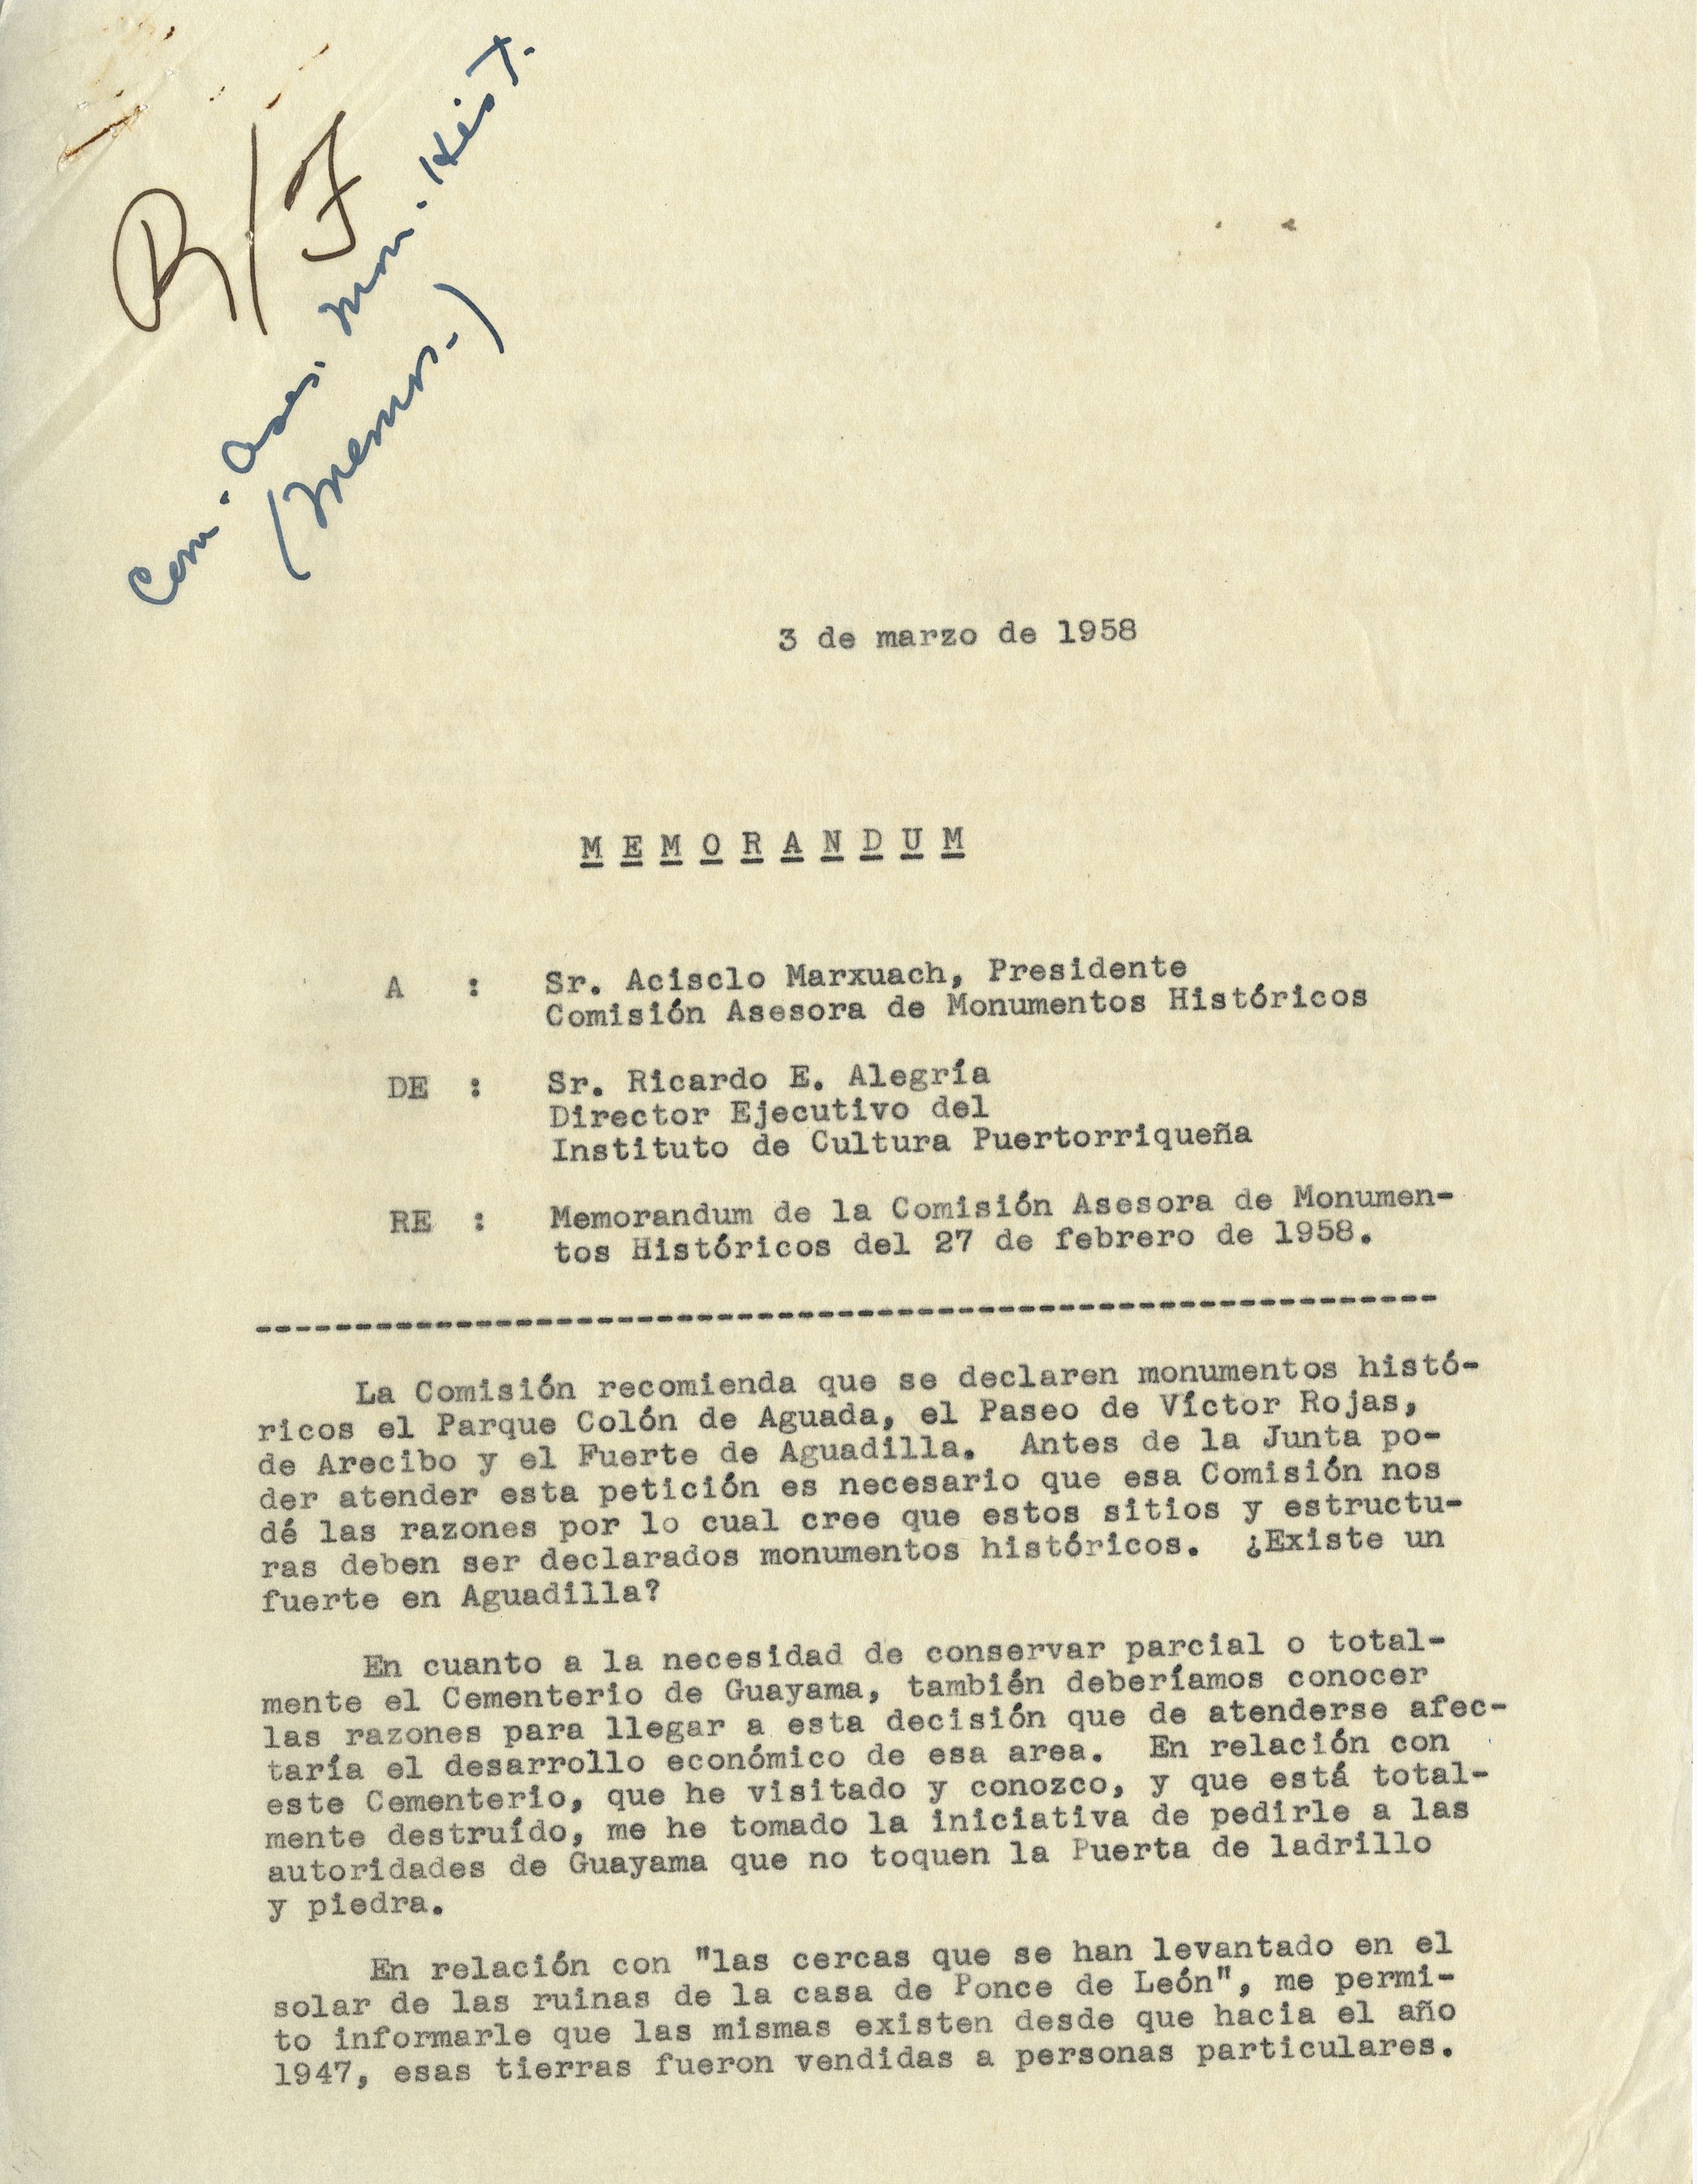 R/F
Com. Ases. Mon. Hist.
(Memos.)
3 de marzo de 1958
M E M O R A N D U M
A : Sr. Acisclo Marxuach, Presidente
Comisión Asesora de Monumentos Históricos
DE : Sr. Ricardo E. Alegría
Director Ejecutivo del
Instituto de Cultura Puertorriqueña
RE : Memorandum de la Comisión Asesora de Monumen-
tos Históricos del 27 de febrero de 1958.
------------------------------------------------------------
La Comisión recomienda que se declaren monumentos histó-
ricos el Parque Colón de Aguada, el Paseo de Víctor Rojas,
de Arecibo y el Fuerte de Aguadilla. Antes de la Junta po-
der atender esta petición es necesario que esa Comisión nos
dé las razones por lo cual cree que estos sitios y estructu-
ras deben ser declarados monumentos históricos. ¿Existe un
fuerte en Aguadilla?
En cuanto a la necesidad de conservar parcial o total-
mente el Cementerio de Guayama, también deberíamos conocer
las razones para llegar a esta decisión que de atenderse afec-
taría el desarrollo económico de esa area. En relación con
este Cementerio, que he visitado y conozco, y que está total-
mente destruído, me he tomado la iniciativa de pedirle a las
autoridades de Guayama que no toquen la Puerta de ladrillo
y piedra.
En relación con "las cercas que se han levantado en el
solar de las ruinas de la casa de Ponce de León", me permi-
to informarle que las mismas existen desde que hacia el año
1947, esas tierras fueron vendidas a personas particulares.